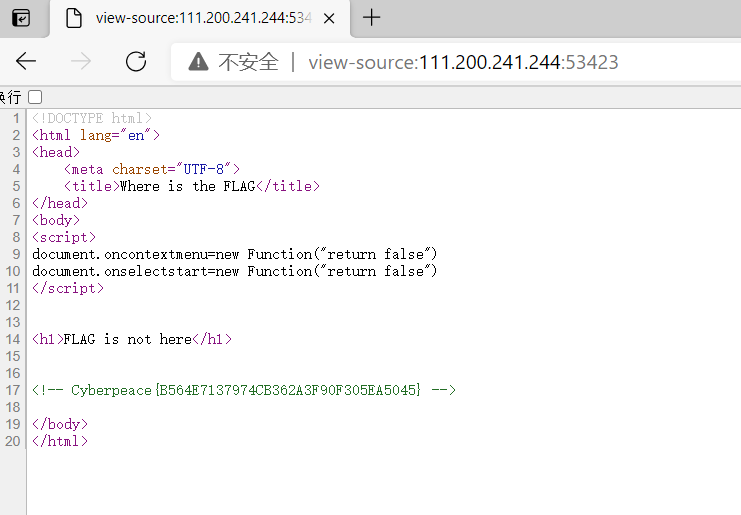 view-source:111.200.241.244:534
不安全 | view-source:111.200.241.244:53423
换行
1 <!DOCTYPE html>
2 <html lang="en">
3 <head>
4 <meta charset="UTF-8">
5 <title>Where is the FLAG</title>
6 </head>
7 <body>
8 <script>
9 document.oncontextmenu=new Function("return false")
10 document.onselectstart=new Function("return false")
11 </script>
12
13
14 <h1>FLAG is not here</h1>
15
16
17 <!-- Cyberpeace{B564E7137974CB362A3F90F305EA5045} -->
18
19 </body>
20 </html>